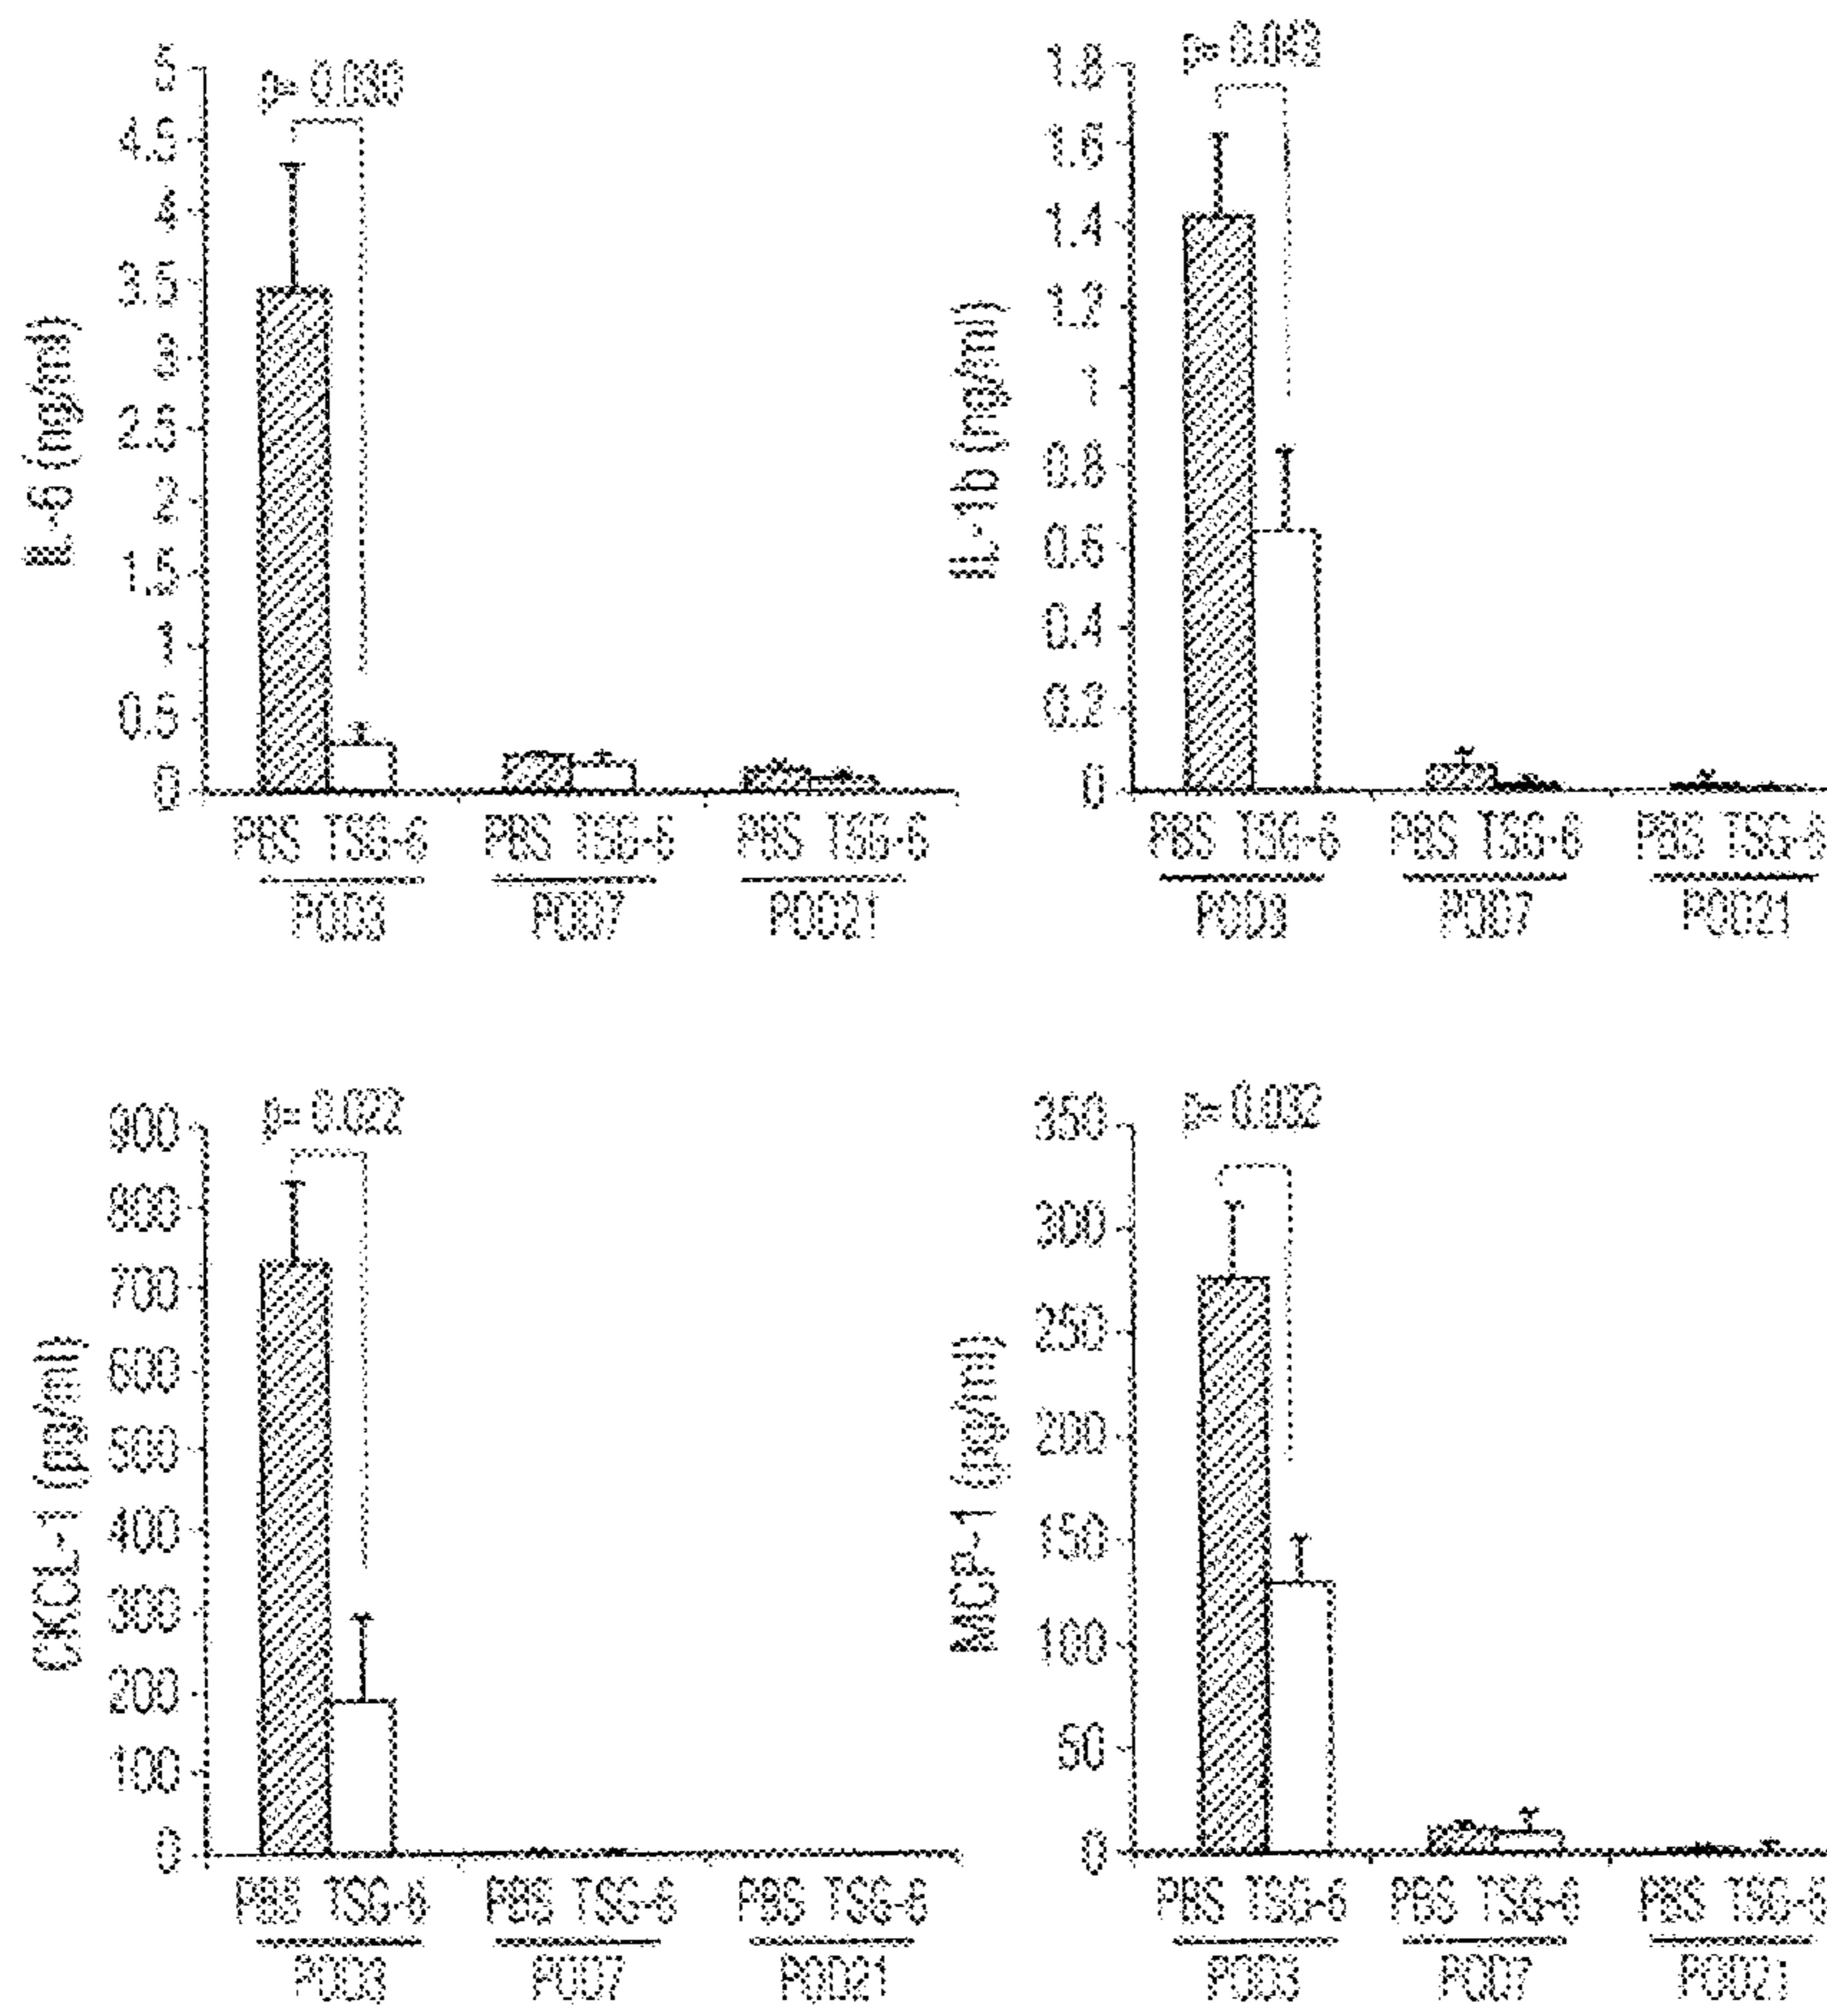 IL-6 (ng/ml)
5
4.5
4
3.5
3
2.5
2
1.5
1
0.5
0
PBS TSG-6
PBS TSG-6
PBS TSG-6
POD3
POD7
POD21
p= 0.043
IL-1b (ng/ml)
1.8
1.6
1.4
1.2
1
0.8
0.6
0.4
0.2
0
PBS TSG-6
PBS TSG-6
PBS TSG-6
POD3
POD7
POD21
p= 0.022
CKCL-1 (pg/ml)
900
800
700
600
500
400
300
200
100
0
PBS TSG-6
PBS TSG-6
PBS TSG-6
POD3
POD7
POD21
p= 0.032
MCP-1 (pg/ml)
350
300
250
200
150
100
50
0
PBS TSG-6
PBS TSG-6
PBS TSG-6
POD3
POD7
POD21